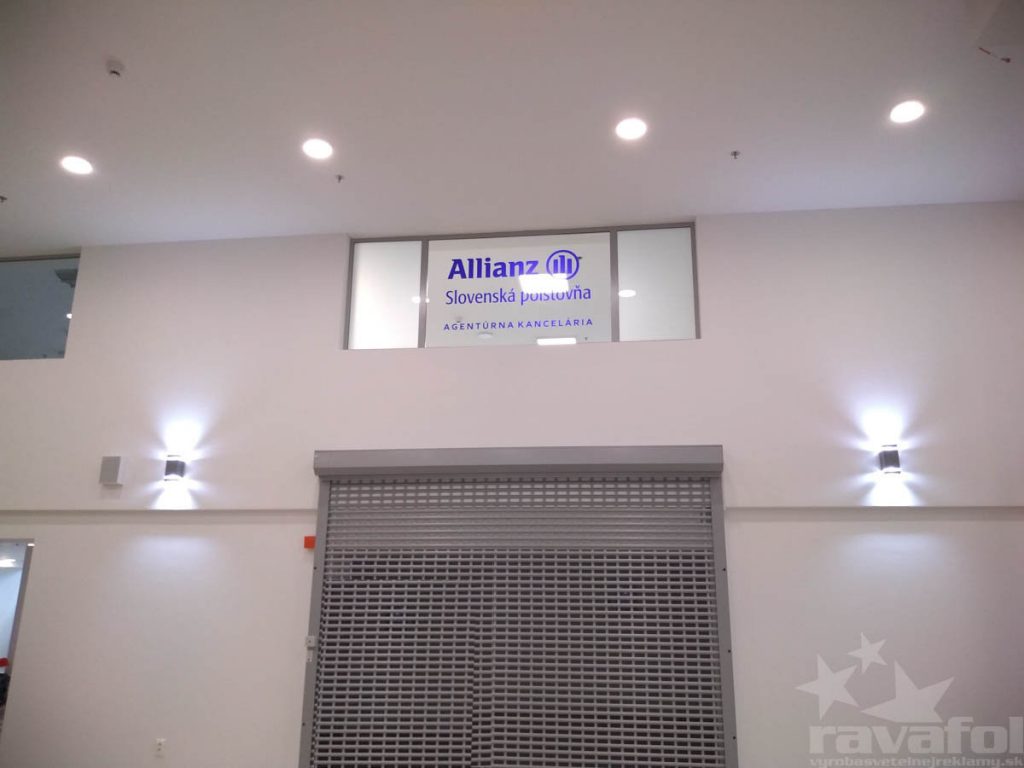 Allianz
Slovenská poisťovňa
AGENTÚRNA KANCELÁRIA
ravafol
vyrobasvetelnejreklamy.sk